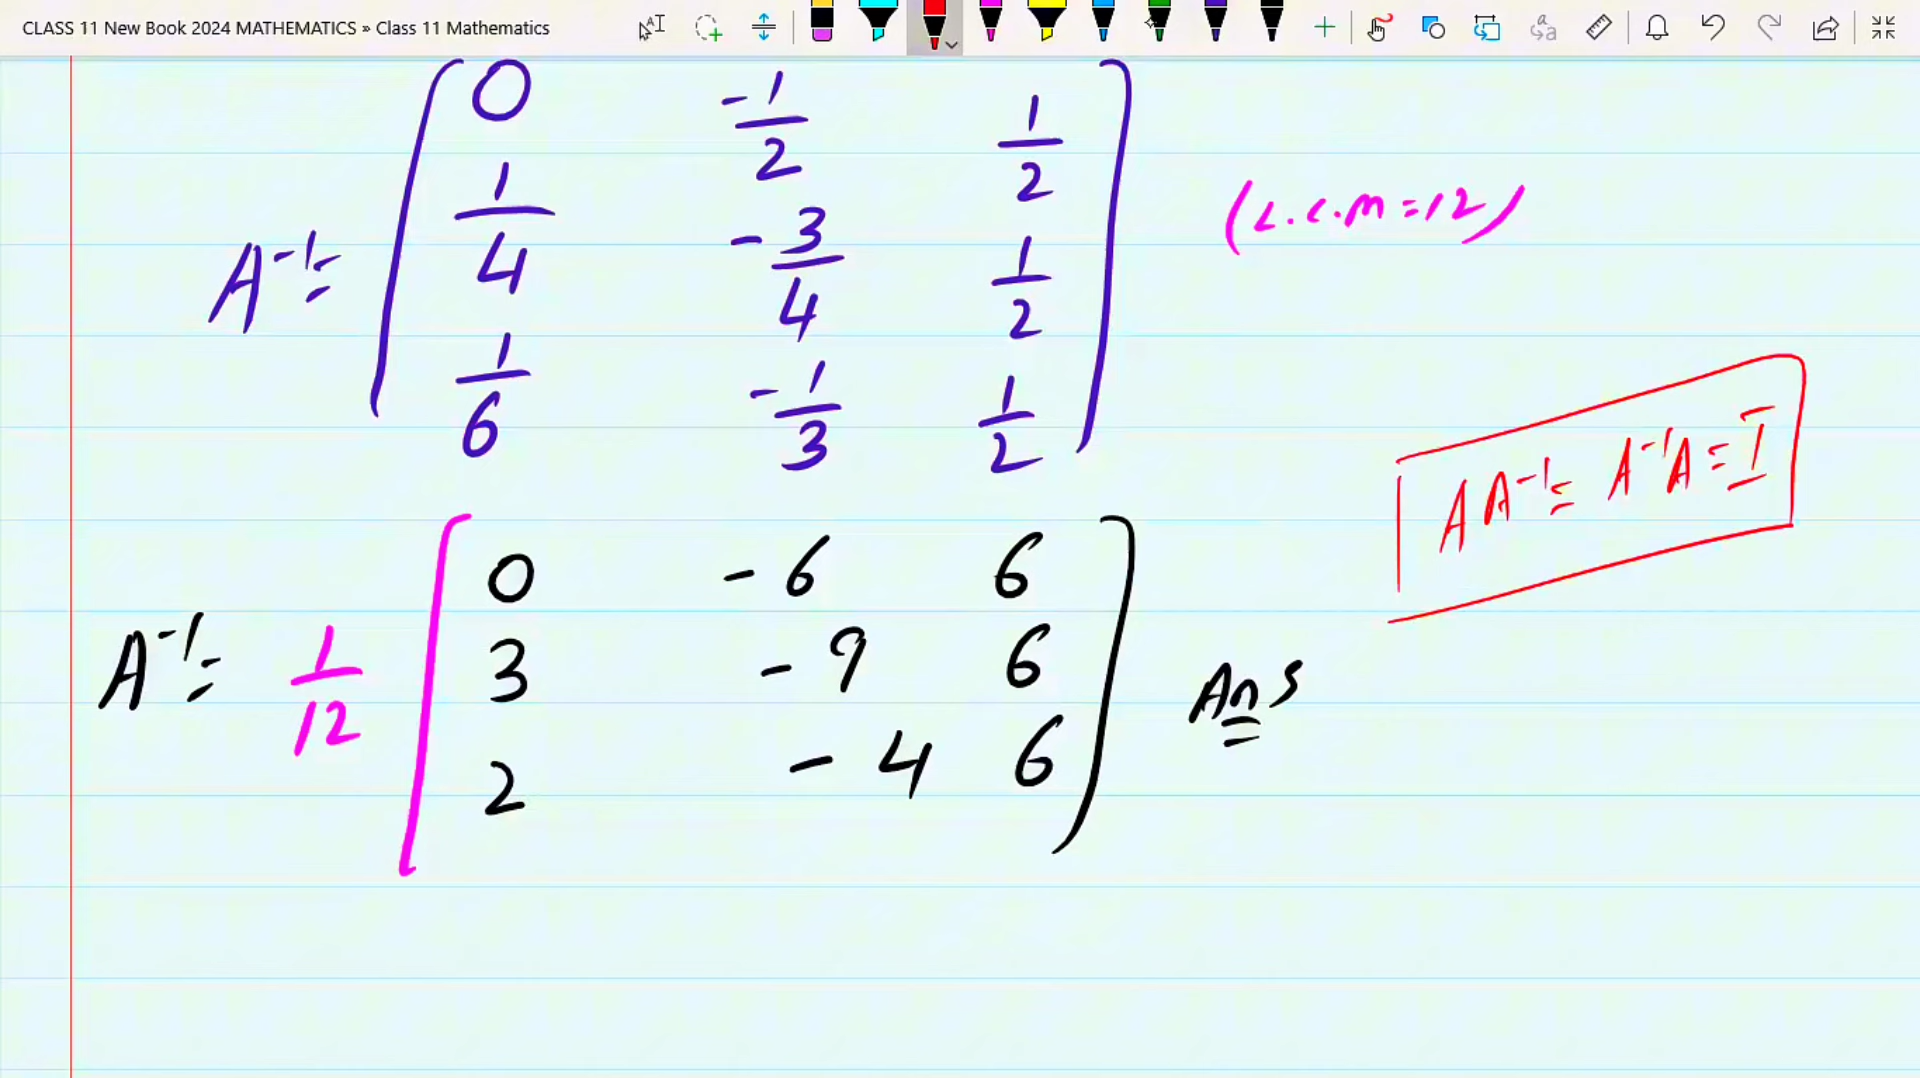 CLASS 11 New Book 2024 MATHEMATICS » Class 11 Mathematics
0 -1/2 1/2
A⁻¹= 1/4 -3/4 1/2 (L.C.M=12)
1/6 -1/3 1/2
AA⁻¹= A⁻¹A=I
0 -6 6
A⁻¹= 1/12 3 -9 6 Ans
2 -4 6